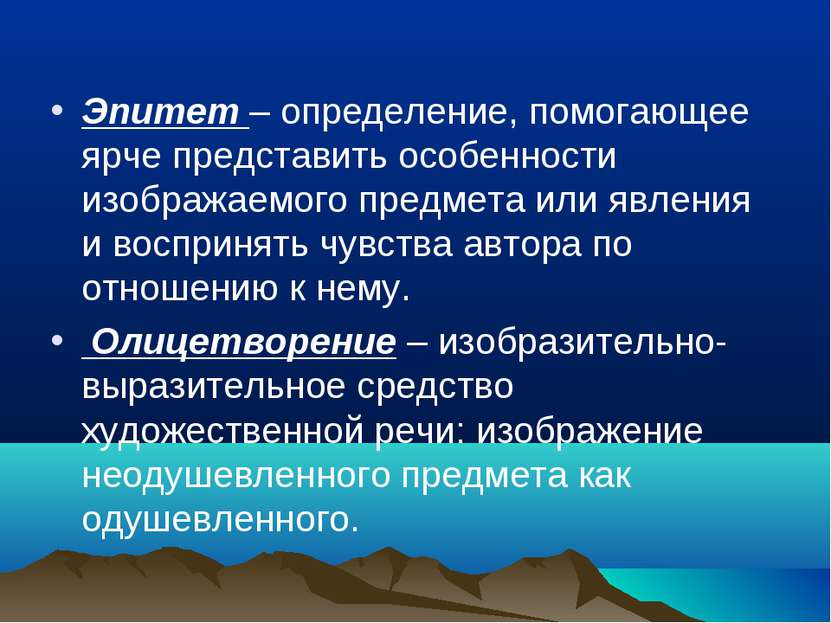 • Эпитет – определение, помогающее
ярче представить особенности
изображаемого предмета или явления
и воспринять чувства автора по
отношению к нему.
• Олицетворение – изобразительно-
выразительное средство
художественной речи: изображение
неодушевленного предмета как
одушевленного.